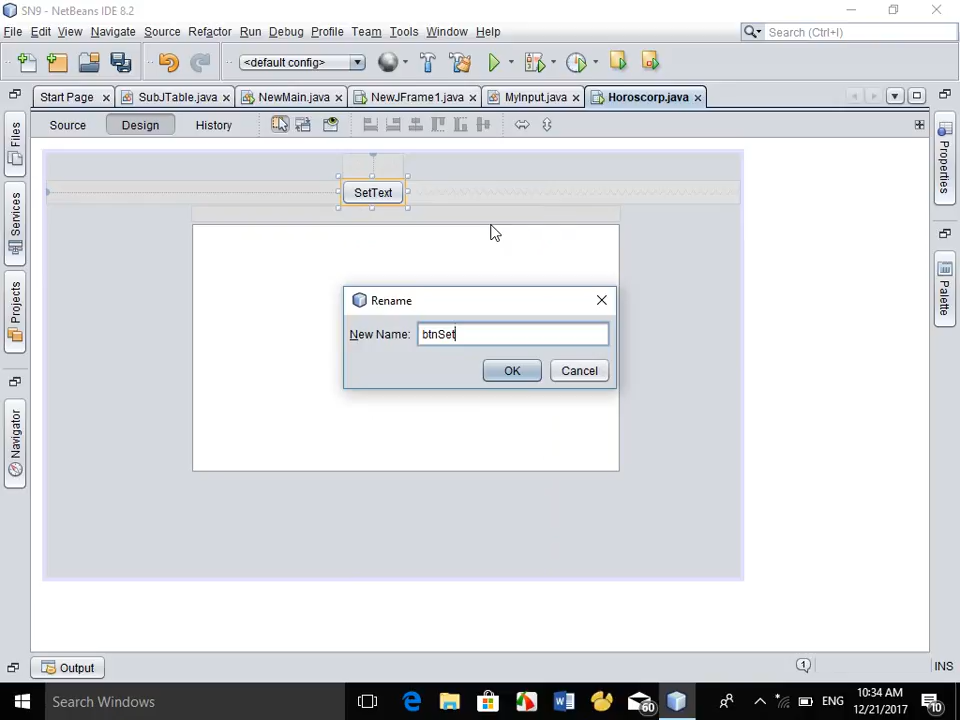 SN9 - NetBeans IDE 8.2
File Edit View Navigate Source Refactor Run Debug Profile Team Tools Window Help
Search (Ctrl+I)
<default config>
Start Page SubJTable.java NewMain.java NewJFrame1.java MyInput.java Horoscorp.java
Source Design History
Files
Services
Projects
Navigator
Properties
Palette
SetText
Rename
New Name: btnSet
OK Cancel
Output
1
INS
Search Windows
60
ENG
10:34 AM
12/21/2017
10